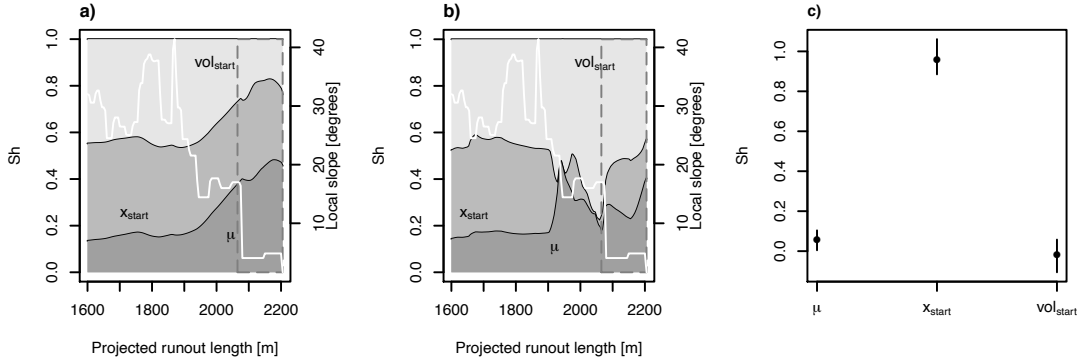 a)
b)
c)
Sh
0.0 0.2 0.4 0.6 0.8 1.0
vol_start
x_start
μ
Local slope [degrees]
10 20 30 40
1600 1800 2000 2200
Projected runout length [m]
Sh
0.0 0.2 0.4 0.6 0.8 1.0
vol_start
x_start
μ
Local slope [degrees]
10 20 30 40
1600 1800 2000 2200
Projected runout length [m]
Sh
0.0 0.2 0.4 0.6 0.8 1.0
μ x_start vol_start